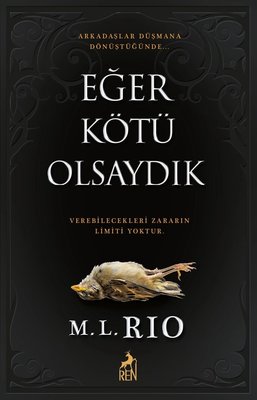 ARKADAŞLAR DÜŞMANA
DÖNÜŞTÜĞÜNDE...
EĞER
KÖTÜ
OLSAYDIK
VEREBİLECEKLERİ ZARARIN
LİMİTİ YOKTUR.
M. L. RIO
REN